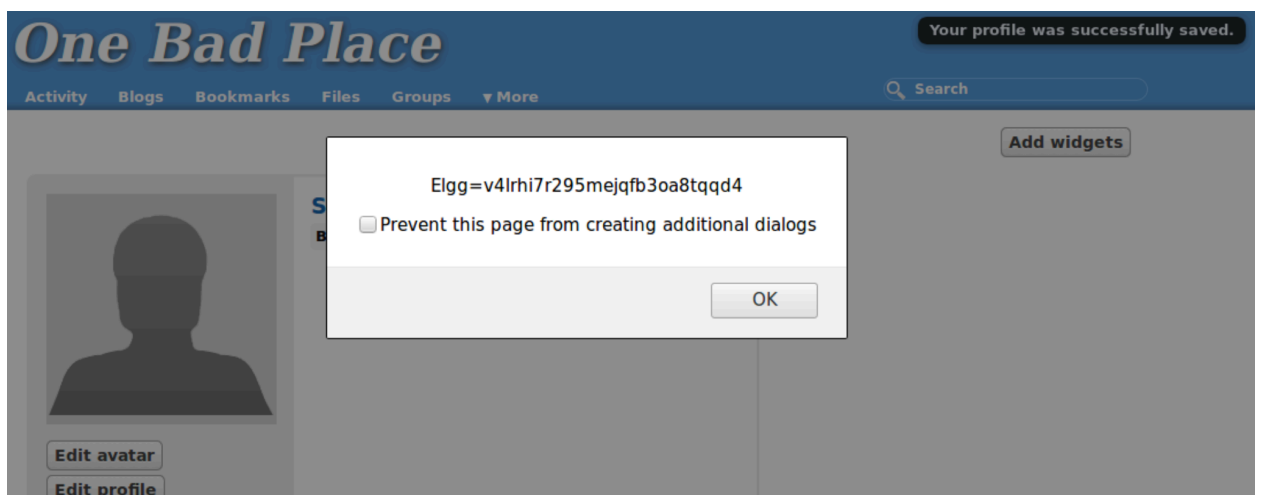 One Bad Place
Your profile was successfully saved.
Activity Blogs Bookmarks Files Groups ▼ More
Search
Add widgets
Elgg=v4lrhi7r295mejqfb3oa8tqqd4
Prevent this page from creating additional dialogs
S
B
OK
Edit avatar
Edit profile